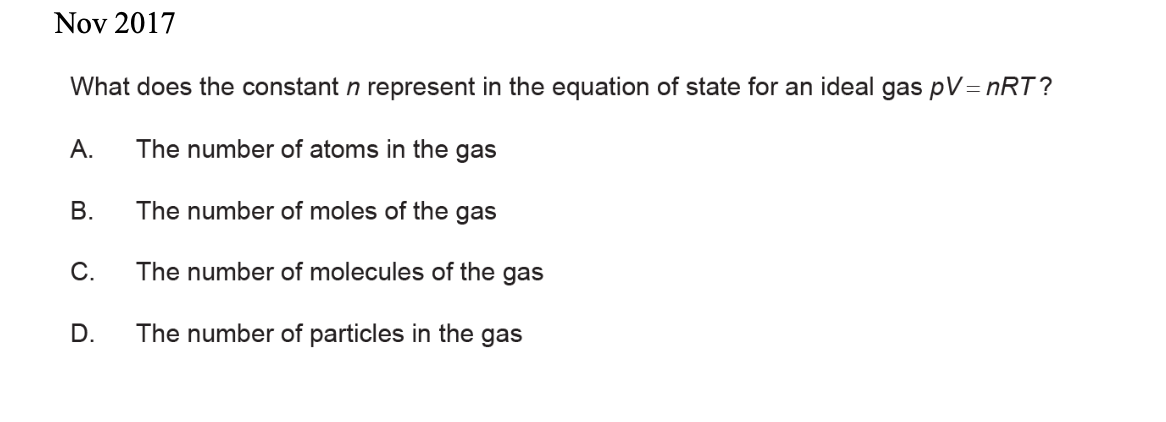 Nov 2017
What does the constant n represent in the equation of state for an ideal gas pV = nRT?
A. The number of atoms in the gas
B. The number of moles of the gas
C. The number of molecules of the gas
D. The number of particles in the gas